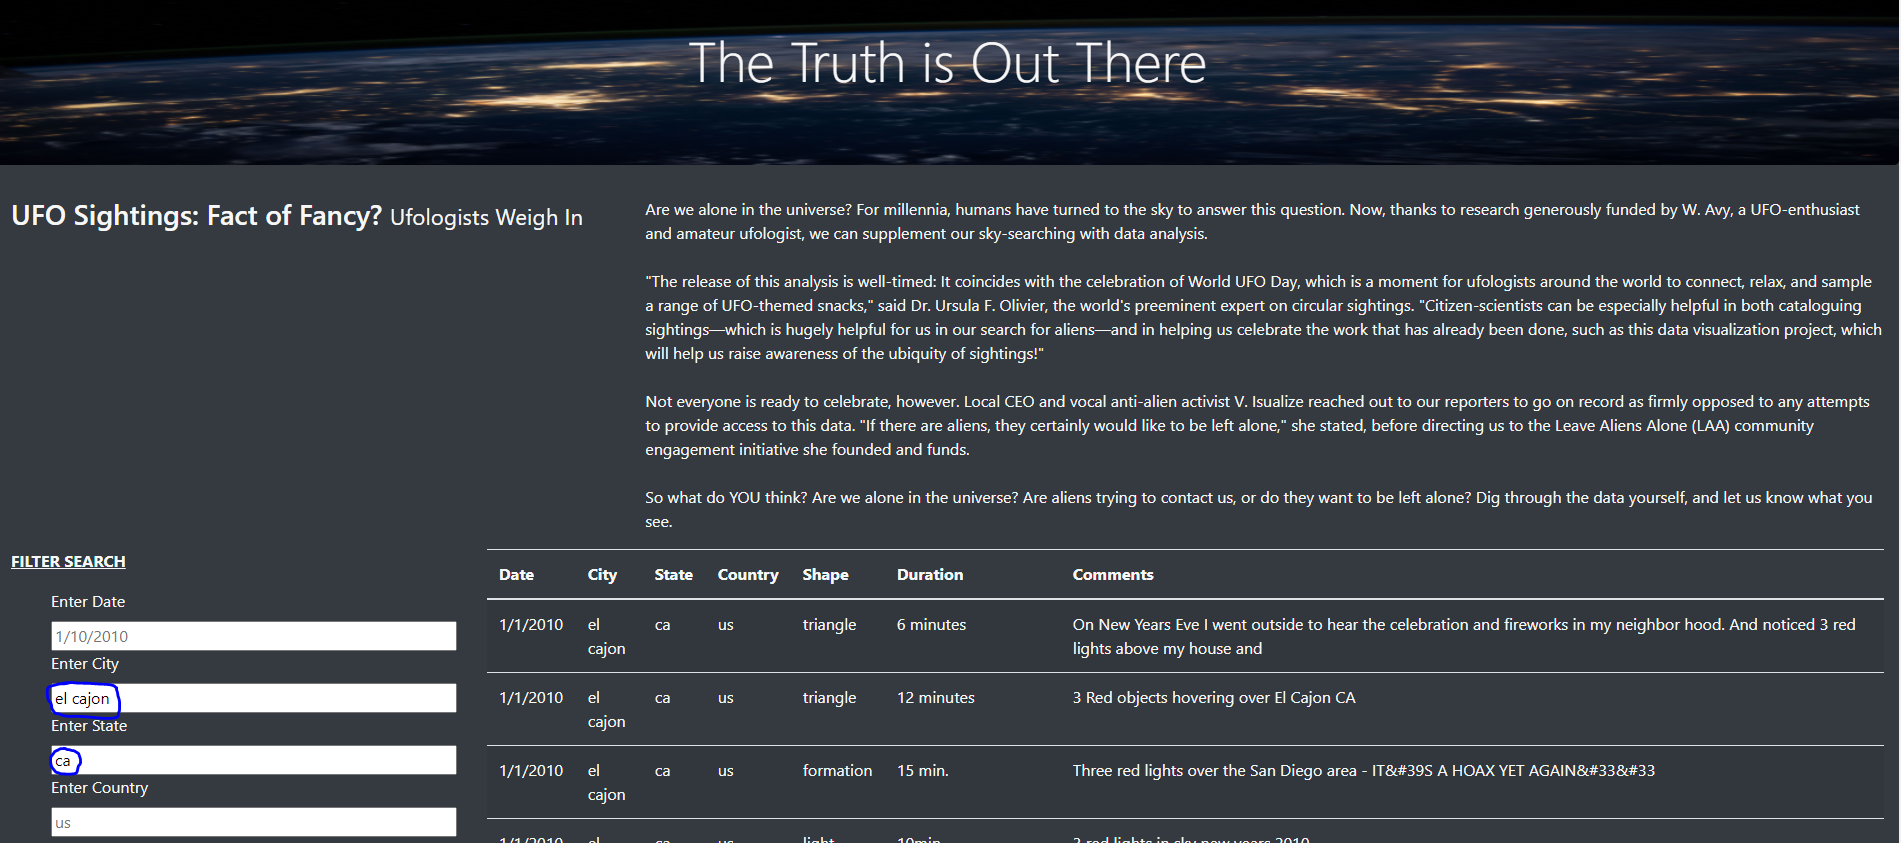 The Truth is Out There
UFO Sightings: Fact of Fancy? Ufologists Weigh In
Are we alone in the universe? For millennia, humans have turned to the sky to answer this question. Now, thanks to research generously funded by W. Avy, a UFO-enthusiast
and amateur ufologist, we can supplement our sky-searching with data analysis.
"The release of this analysis is well-timed: It coincides with the celebration of World UFO Day, which is a moment for ufologists around the world to connect, relax, and sample
a range of UFO-themed snacks," said Dr. Ursula F. Olivier, the world's preeminent expert on circular sightings. "Citizen-scientists can be especially helpful in both cataloguing
sightings—which is hugely helpful for us in our search for aliens—and in helping us celebrate the work that has already been done, such as this data visualization project, which
will help us raise awareness of the ubiquity of sightings!"
Not everyone is ready to celebrate, however. Local CEO and vocal anti-alien activist V. Isualize reached out to our reporters to go on record as firmly opposed to any attempts
to provide access to this data. "If there are aliens, they certainly would like to be left alone," she stated, before directing us to the Leave Aliens Alone (LAA) community
engagement initiative she founded and funds.
So what do YOU think? Are we alone in the universe? Are aliens trying to contact us, or do they want to be left alone? Dig through the data yourself, and let us know what you
see.
FILTER SEARCH
Enter Date
1/10/2010
Enter City
el cajon
Enter State
ca
Enter Country
us
Date City State Country Shape Duration Comments
1/1/2010 el cajon ca us triangle 6 minutes On New Years Eve I went outside to hear the celebration and fireworks in my neighbor hood. And noticed 3 red
lights above my house and
1/1/2010 el cajon ca us triangle 12 minutes 3 Red objects hovering over El Cajon CA
1/1/2010 el cajon ca us formation 15 min. Three red lights over the San Diego area - IT&#39S A HOAX YET AGAIN&#33&#33
1/1/2010 el ca us light 10min 3 red lights in sky new years 2010